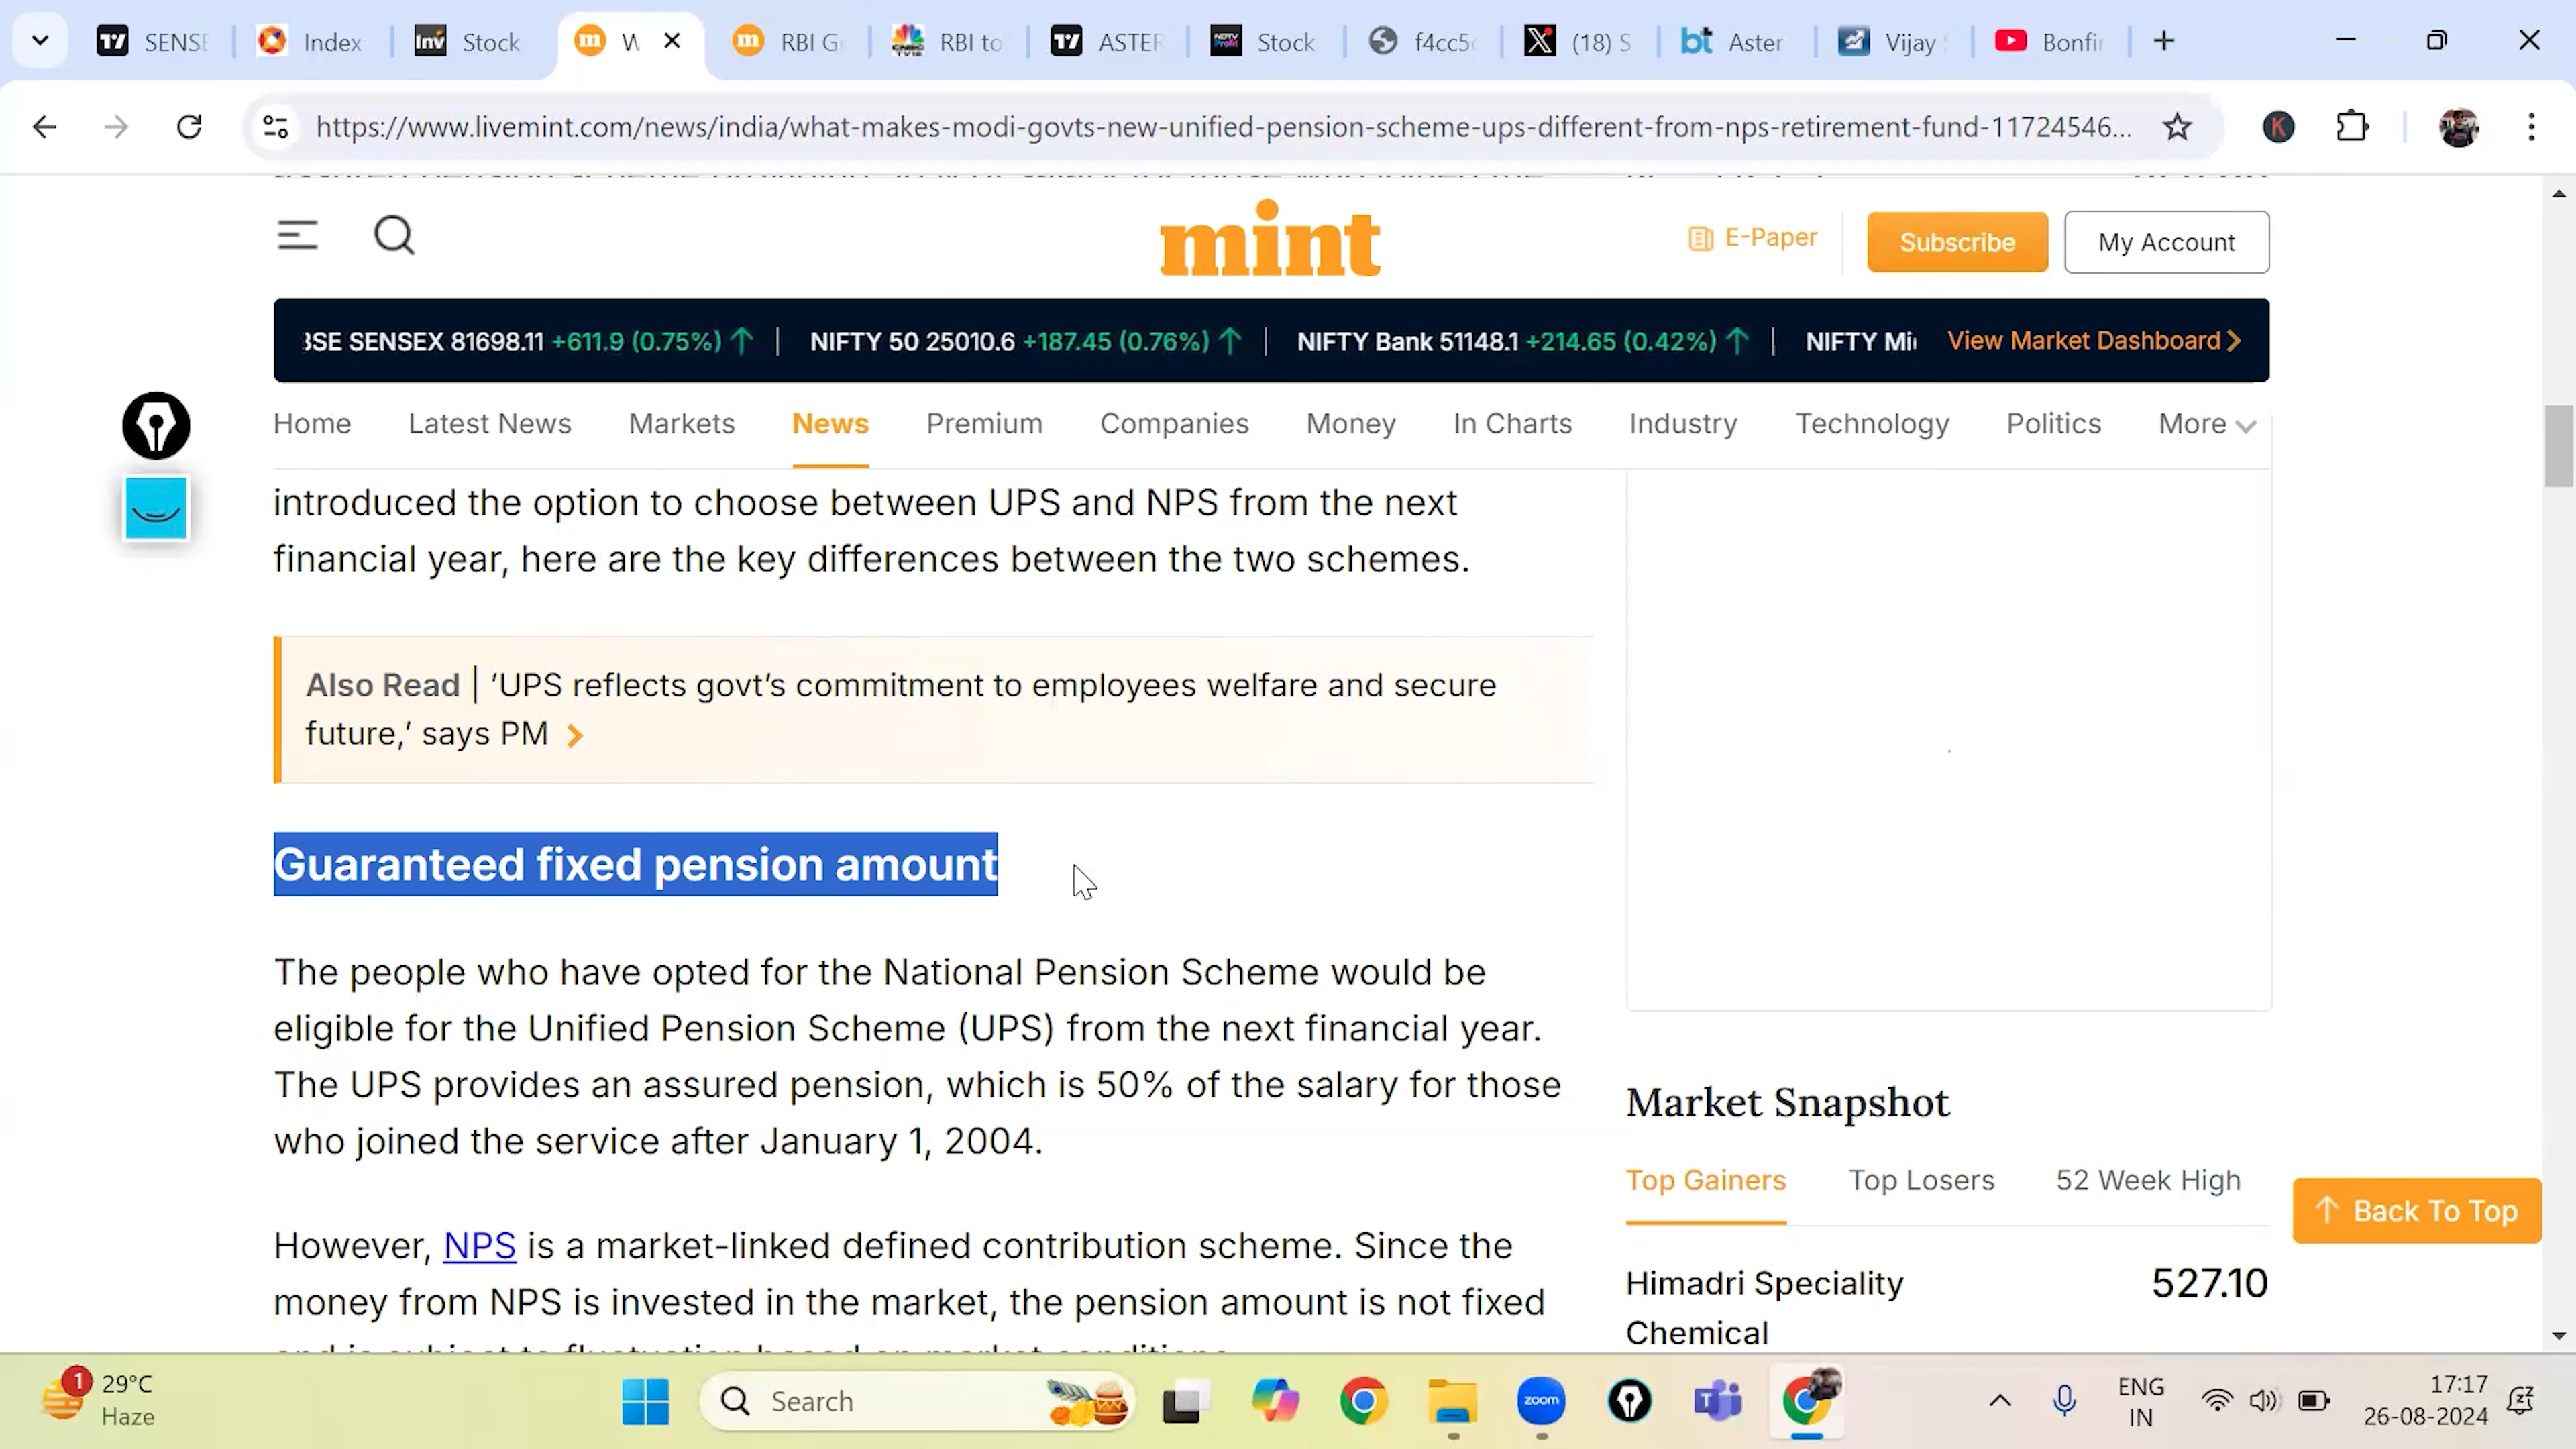 SENSE
Index
Stock
W
RBI G
RBI to
ASTER
Stock
f4cc5
(18) S
Aster
Vijay
Bonfi
https://www.livemint.com/news/india/what-makes-modi-govts-new-unified-pension-scheme-ups-different-from-nps-retirement-fund-11724546...
mint
E-Paper
Subscribe
My Account
BSE SENSEX 81698.11 +611.9 (0.75%) | NIFTY 50 25010.6 +187.45 (0.76%) | NIFTY Bank 51148.1 +214.65 (0.42%) | NIFTY Mi View Market Dashboard
Home Latest News Markets News Premium Companies Money In Charts Industry Technology Politics More
introduced the option to choose between UPS and NPS from the next
financial year, here are the key differences between the two schemes.
Also Read | ‘UPS reflects govt’s commitment to employees welfare and secure
future,’ says PM
Guaranteed fixed pension amount
The people who have opted for the National Pension Scheme would be
eligible for the Unified Pension Scheme (UPS) from the next financial year.
The UPS provides an assured pension, which is 50% of the salary for those
who joined the service after January 1, 2004.
However, NPS is a market-linked defined contribution scheme. Since the
money from NPS is invested in the market, the pension amount is not fixed
Market Snapshot
Top Gainers Top Losers 52 Week High
Back To Top
Himadri Speciality 527.10
Chemical
1
29°C
Haze
Search
zoom
ENG
IN
17:17
26-08-2024